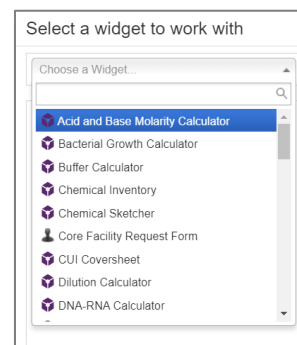 Select a widget to work with
Choose a Widget...
Acid and Base Molarity Calculator
Bacterial Growth Calculator
Buffer Calculator
Chemical Inventory
Chemical Sketcher
Core Facility Request Form
CUI Coversheet
Dilution Calculator
DNA-RNA Calculator